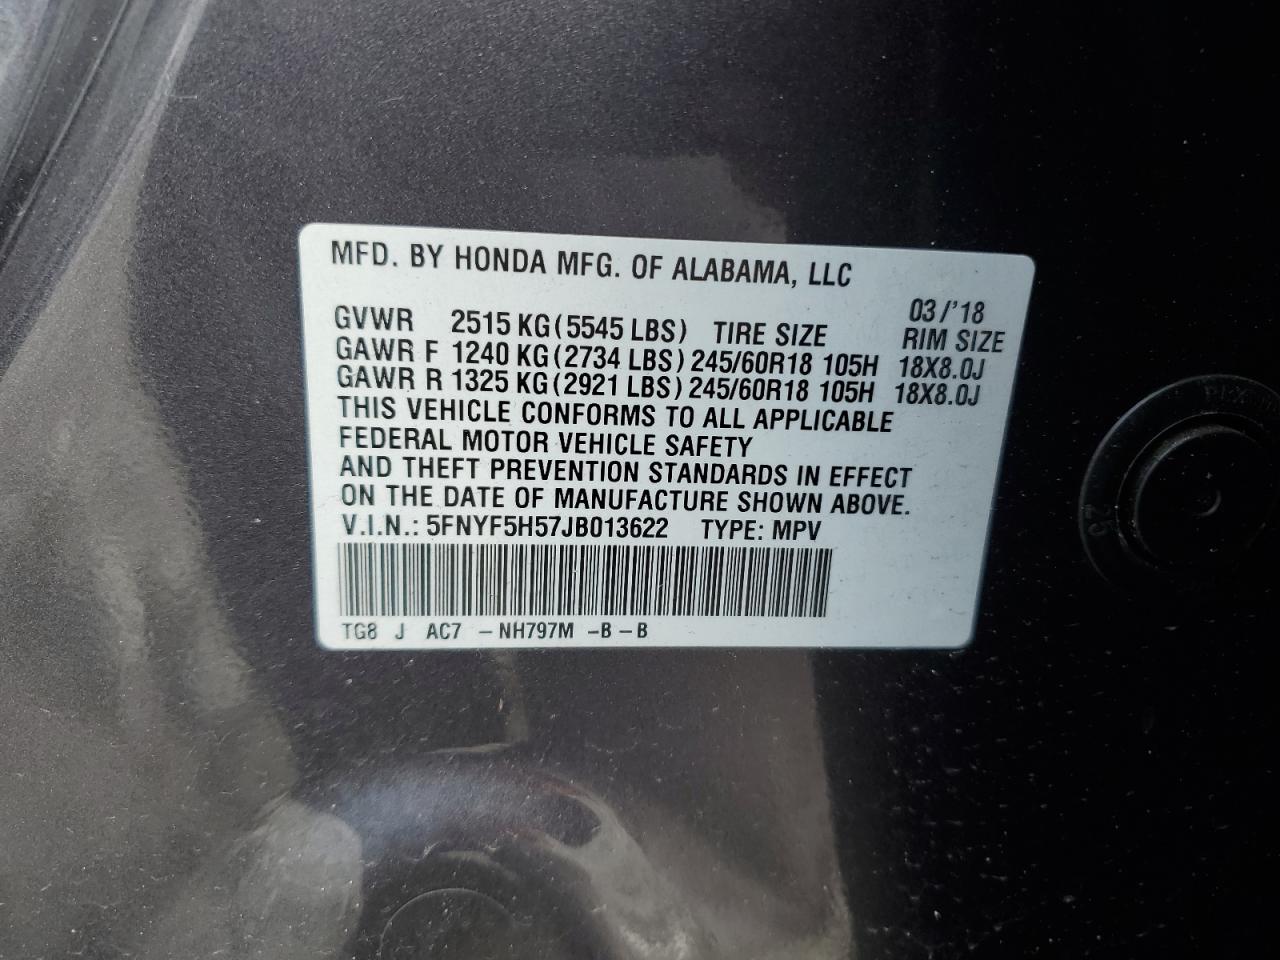 MFD. BY HONDA MFG. OF ALABAMA, LLC
03/'18
GVWR 2515 KG (5545 LBS) TIRE SIZE RIM SIZE
GAWR F 1240 KG (2734 LBS) 245/60R18 105H 18X8.0J
GAWR R 1325 KG (2921 LBS) 245/60R18 105H 18X8.0J
THIS VEHICLE CONFORMS TO ALL APPLICABLE
FEDERAL MOTOR VEHICLE SAFETY
AND THEFT PREVENTION STANDARDS IN EFFECT
ON THE DATE OF MANUFACTURE SHOWN ABOVE.
V.I.N.: 5FNYF5H57JB013622 TYPE: MPV
TG8 J AC7 - NH797M - B - B
25